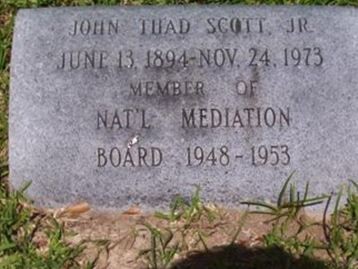 JOHN THAD SCOTT, JR.
JUNE 13, 1894-NOV. 24, 1973
MEMBER OF
NAT'L MEDIATION
BOARD 1948-1953